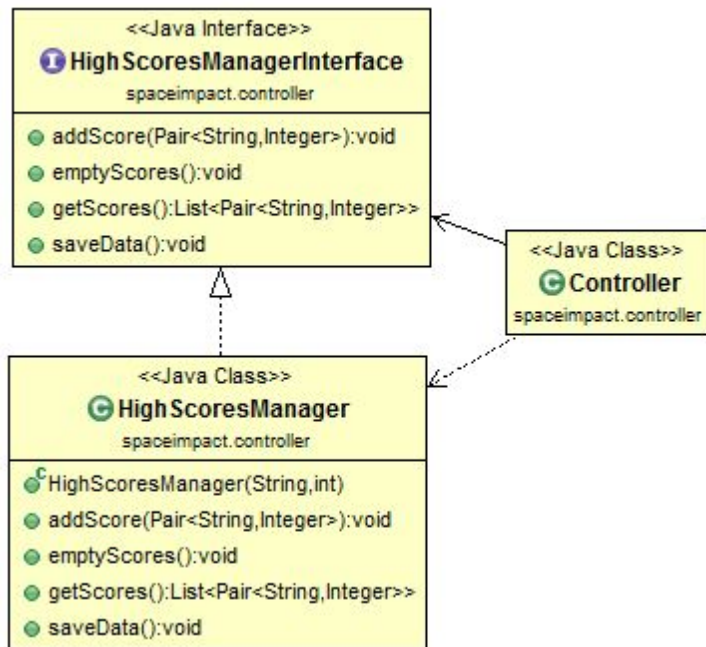 <<Java Interface>>
I HighScoresManagerInterface
spaceimpact.controller
addScore(Pair<String,Integer>):void
emptyScores():void
getScores():List<Pair<String,Integer>>
saveData():void
<<Java Class>>
C Controller
spaceimpact.controller
<<Java Class>>
C HighScoresManager
spaceimpact.controller
C HighScoresManager(String,int)
addScore(Pair<String,Integer>):void
emptyScores():void
getScores():List<Pair<String,Integer>>
saveData():void